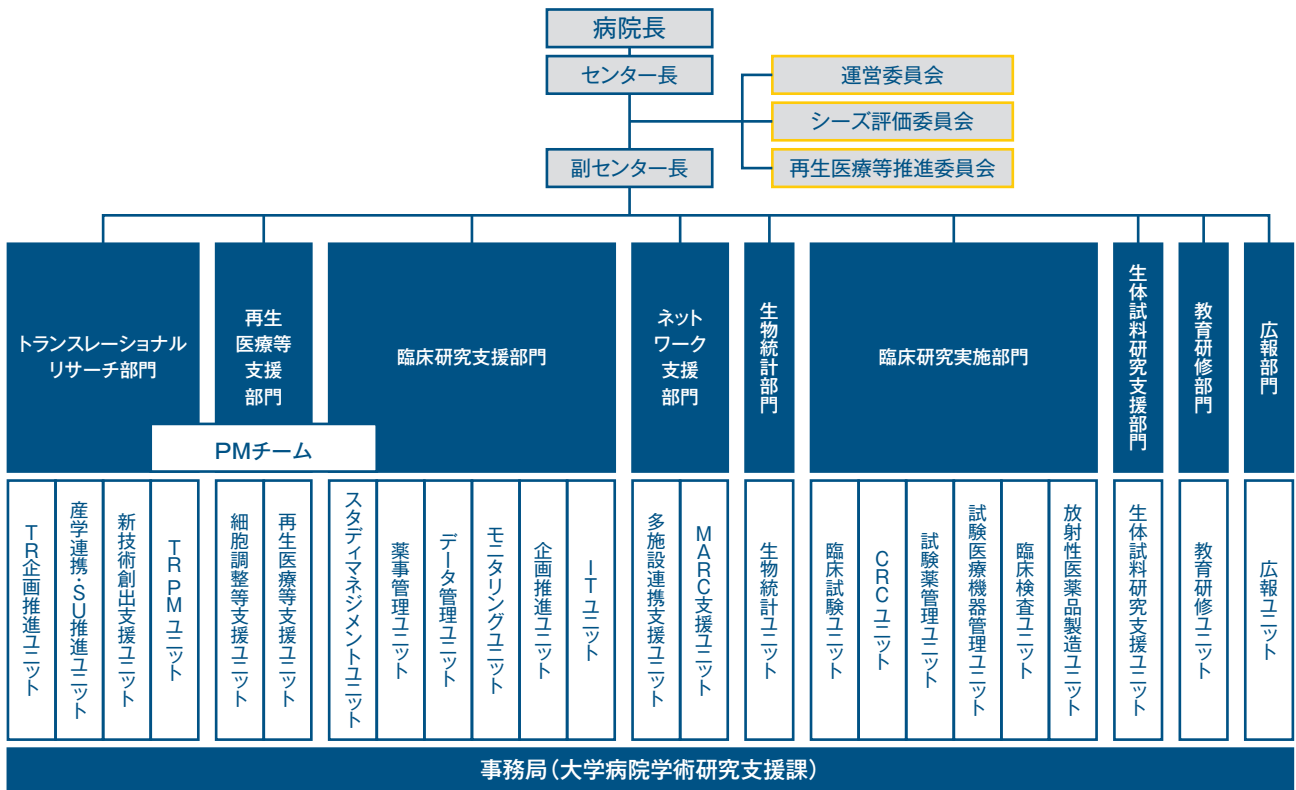 病院長
センター長
運営委員会
シーズ評価委員会
副センター長
再生医療等推進委員会
トランスレーショナル
リサーチ部門
再生
医療等
支援
部門
臨床研究支援部門
ネット
ワーク
支援
部門
生物統計部門
臨床研究実施部門
生体試料研究支援部門
教育研修部門
広報部門
PMチーム
TR企画推進ユニット
産学連携・SU推進ユニット
新技術創出支援ユニット
TR PMユニット
細胞調整等支援ユニット
再生医療等支援ユニット
スタディマネジメントユニット
薬事管理ユニット
データ管理ユニット
モニタリングユニット
企画推進ユニット
ITユニット
多施設連携支援ユニット
MARC支援ユニット
生物統計ユニット
臨床試験ユニット
CRCユニット
試験薬管理ユニット
試験医療機器管理ユニット
臨床検査ユニット
放射性医薬品製造ユニット
生体試料研究支援ユニット
教育研修ユニット
広報ユニット
事務局（大学病院学術研究支援課）